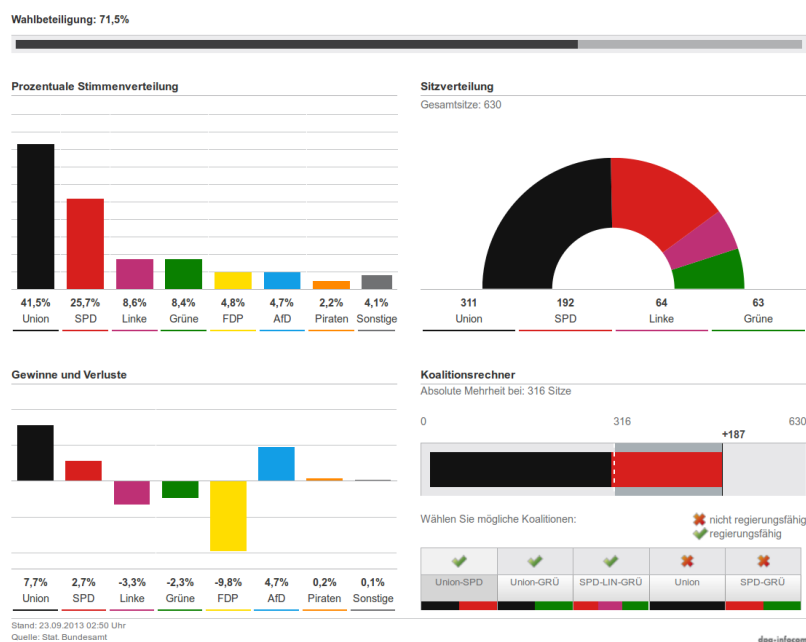 Wahlbeteiligung: 71,5%
Prozentuale Stimmenverteilung
41,5% 25,7% 8,6% 8,4% 4,8% 4,7% 2,2% 4,1%
Union SPD Linke Grüne FDP AfD Piraten Sonstige
Sitzverteilung
Gesamtsitze: 630
311 192 64 63
Union SPD Linke Grüne
Gewinne und Verluste
7,7% 2,7% -3,3% -2,3% -9,8% 4,7% 0,2% 0,1%
Union SPD Linke Grüne FDP AfD Piraten Sonstige
Koalitionsrechner
Absolute Mehrheit bei: 316 Sitze
0 316 630
+187
Wählen Sie mögliche Koalitionen:
nicht regierungsfähig
regierungsfähig
Union-SPD Union-GRÜ SPD-LIN-GRÜ Union SPD-GRÜ
Stand: 23.09.2013 02:50 Uhr
Quelle: Stat. Bundesamt